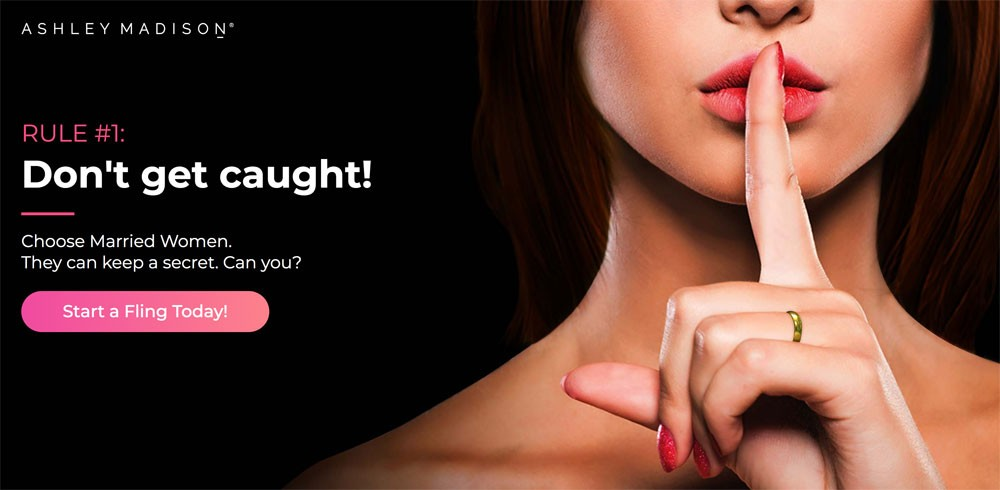 ASHLEY MADISON®
RULE #1:
Don't get caught!
Choose Married Women.
They can keep a secret. Can you?
Start a Fling Today!